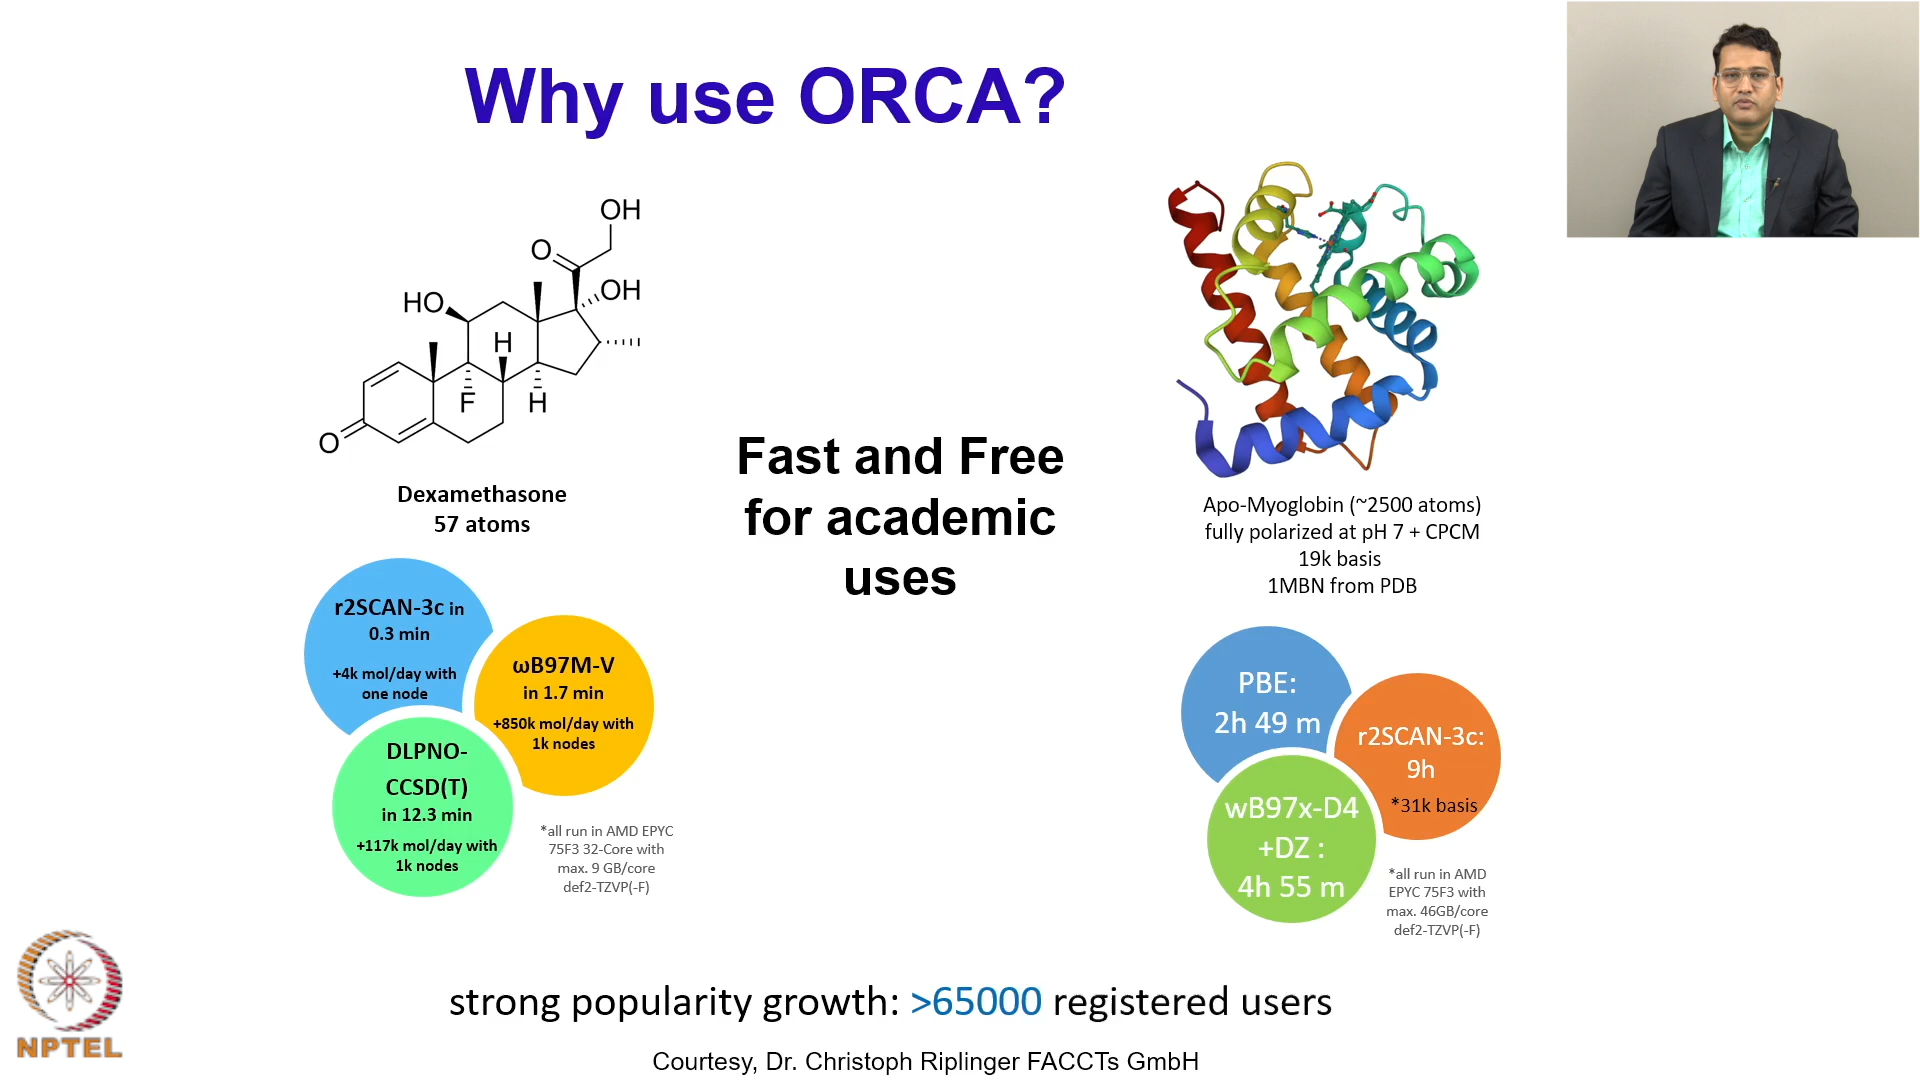 Why use ORCA?
OH
O
OH
HO
H
F
H
O
Dexamethasone
57 atoms
r2SCAN-3c in
0.3 min
+4k mol/day with
one node
ωB97M-V
in 1.7 min
+850k mol/day with
1k nodes
DLPNO-
CCSD(T)
in 12.3 min
+117k mol/day with
1k nodes
*all run in AMD EPYC
75F3 32-Core with
max. 9 GB/core
def2-TZVP(-F)
Fast and Free
for academic
uses
Apo-Myoglobin (~2500 atoms)
fully polarized at pH 7 + CPCM
19k basis
1MBN from PDB
PBE:
2h 49 m
r2SCAN-3c:
9h
*31k basis
wB97x-D4
+DZ :
4h 55 m
*all run in AMD
EPYC 75F3 with
max. 46GB/core
def2-TZVP(-F)
strong popularity growth: >65000 registered users
Courtesy, Dr. Christoph Riplinger FACCTs GmbH
NPTEL